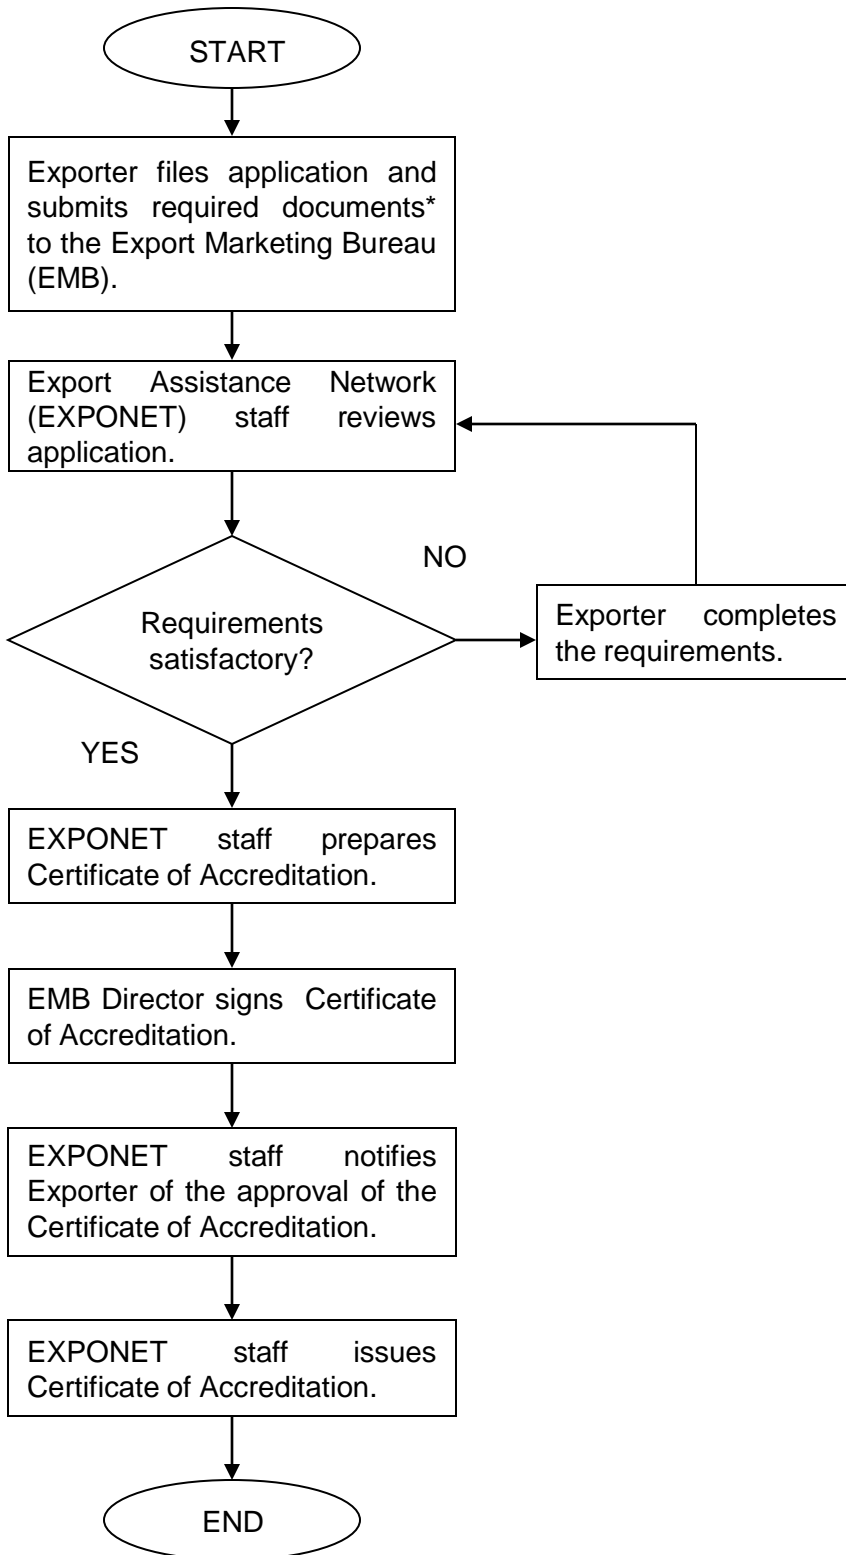 START
Exporter files application and
submits required documents*
to the Export Marketing Bureau
(EMB).
Export Assistance Network
(EXPONET) staff reviews
application.
NO
Requirements
satisfactory?
Exporter completes
the requirements.
YES
EXPONET staff prepares
Certificate of Accreditation.
EMB Director signs Certificate
of Accreditation.
EXPONET staff notifies
Exporter of the approval of the
Certificate of Accreditation.
EXPONET staff issues
Certificate of Accreditation.
END